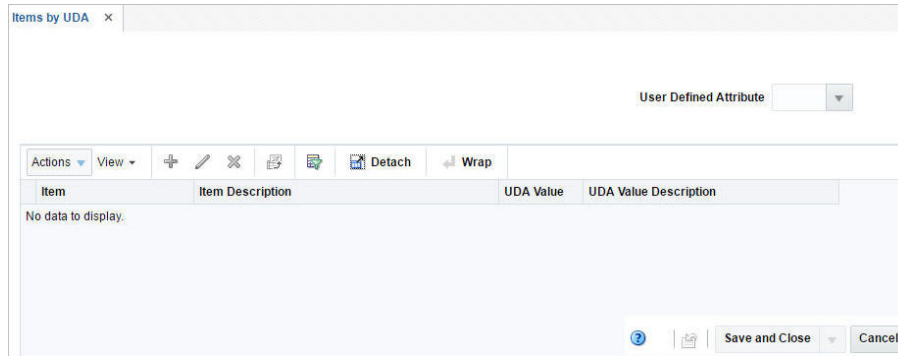 Items by UDA
User Defined Attribute
Actions View Detach Wrap
Item Item Description UDA Value UDA Value Description
No data to display.
Save and Close Cancel